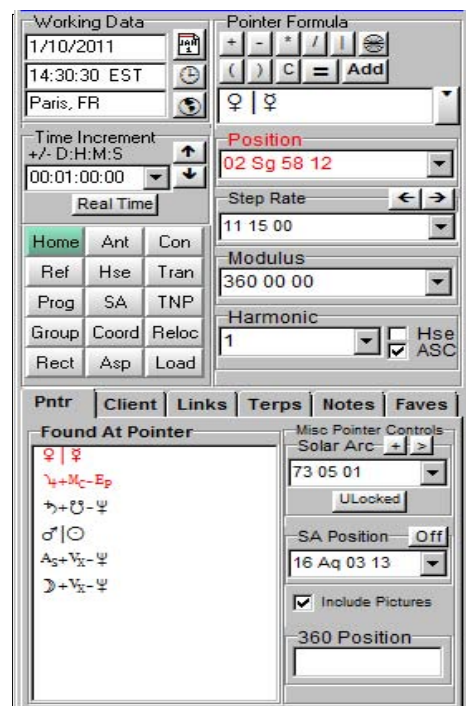 Working Data
1/10/2011
14:30:30 EST
Paris, FR
Time Increment
+/- D:H:M:S
00:01:00:00
Real Time
Home Ant Con
Ref Hse Tran
Prog SA TNP
Group Coord Reloc
Rect Asp Load
Pointer Formula
+ - * / |
( ) C = Add
♀ | ☿
Position
02 Sg 58 12
Step Rate
← →
11 15 00
Modulus
360 00 00
Harmonic
1
Hse
ASC
Pntr Client Links Terps Notes Faves
Found At Pointer
♀ | ☿
♃+Mc-Ep
♄+☋-♆
♂|☉
As+Vx-♆
☽+Vx-♆
Misc Pointer Controls
Solar Arc + >
73 05 01
ULocked
SA Position Off
16 Aq 03 13
Include Pictures
360 Position